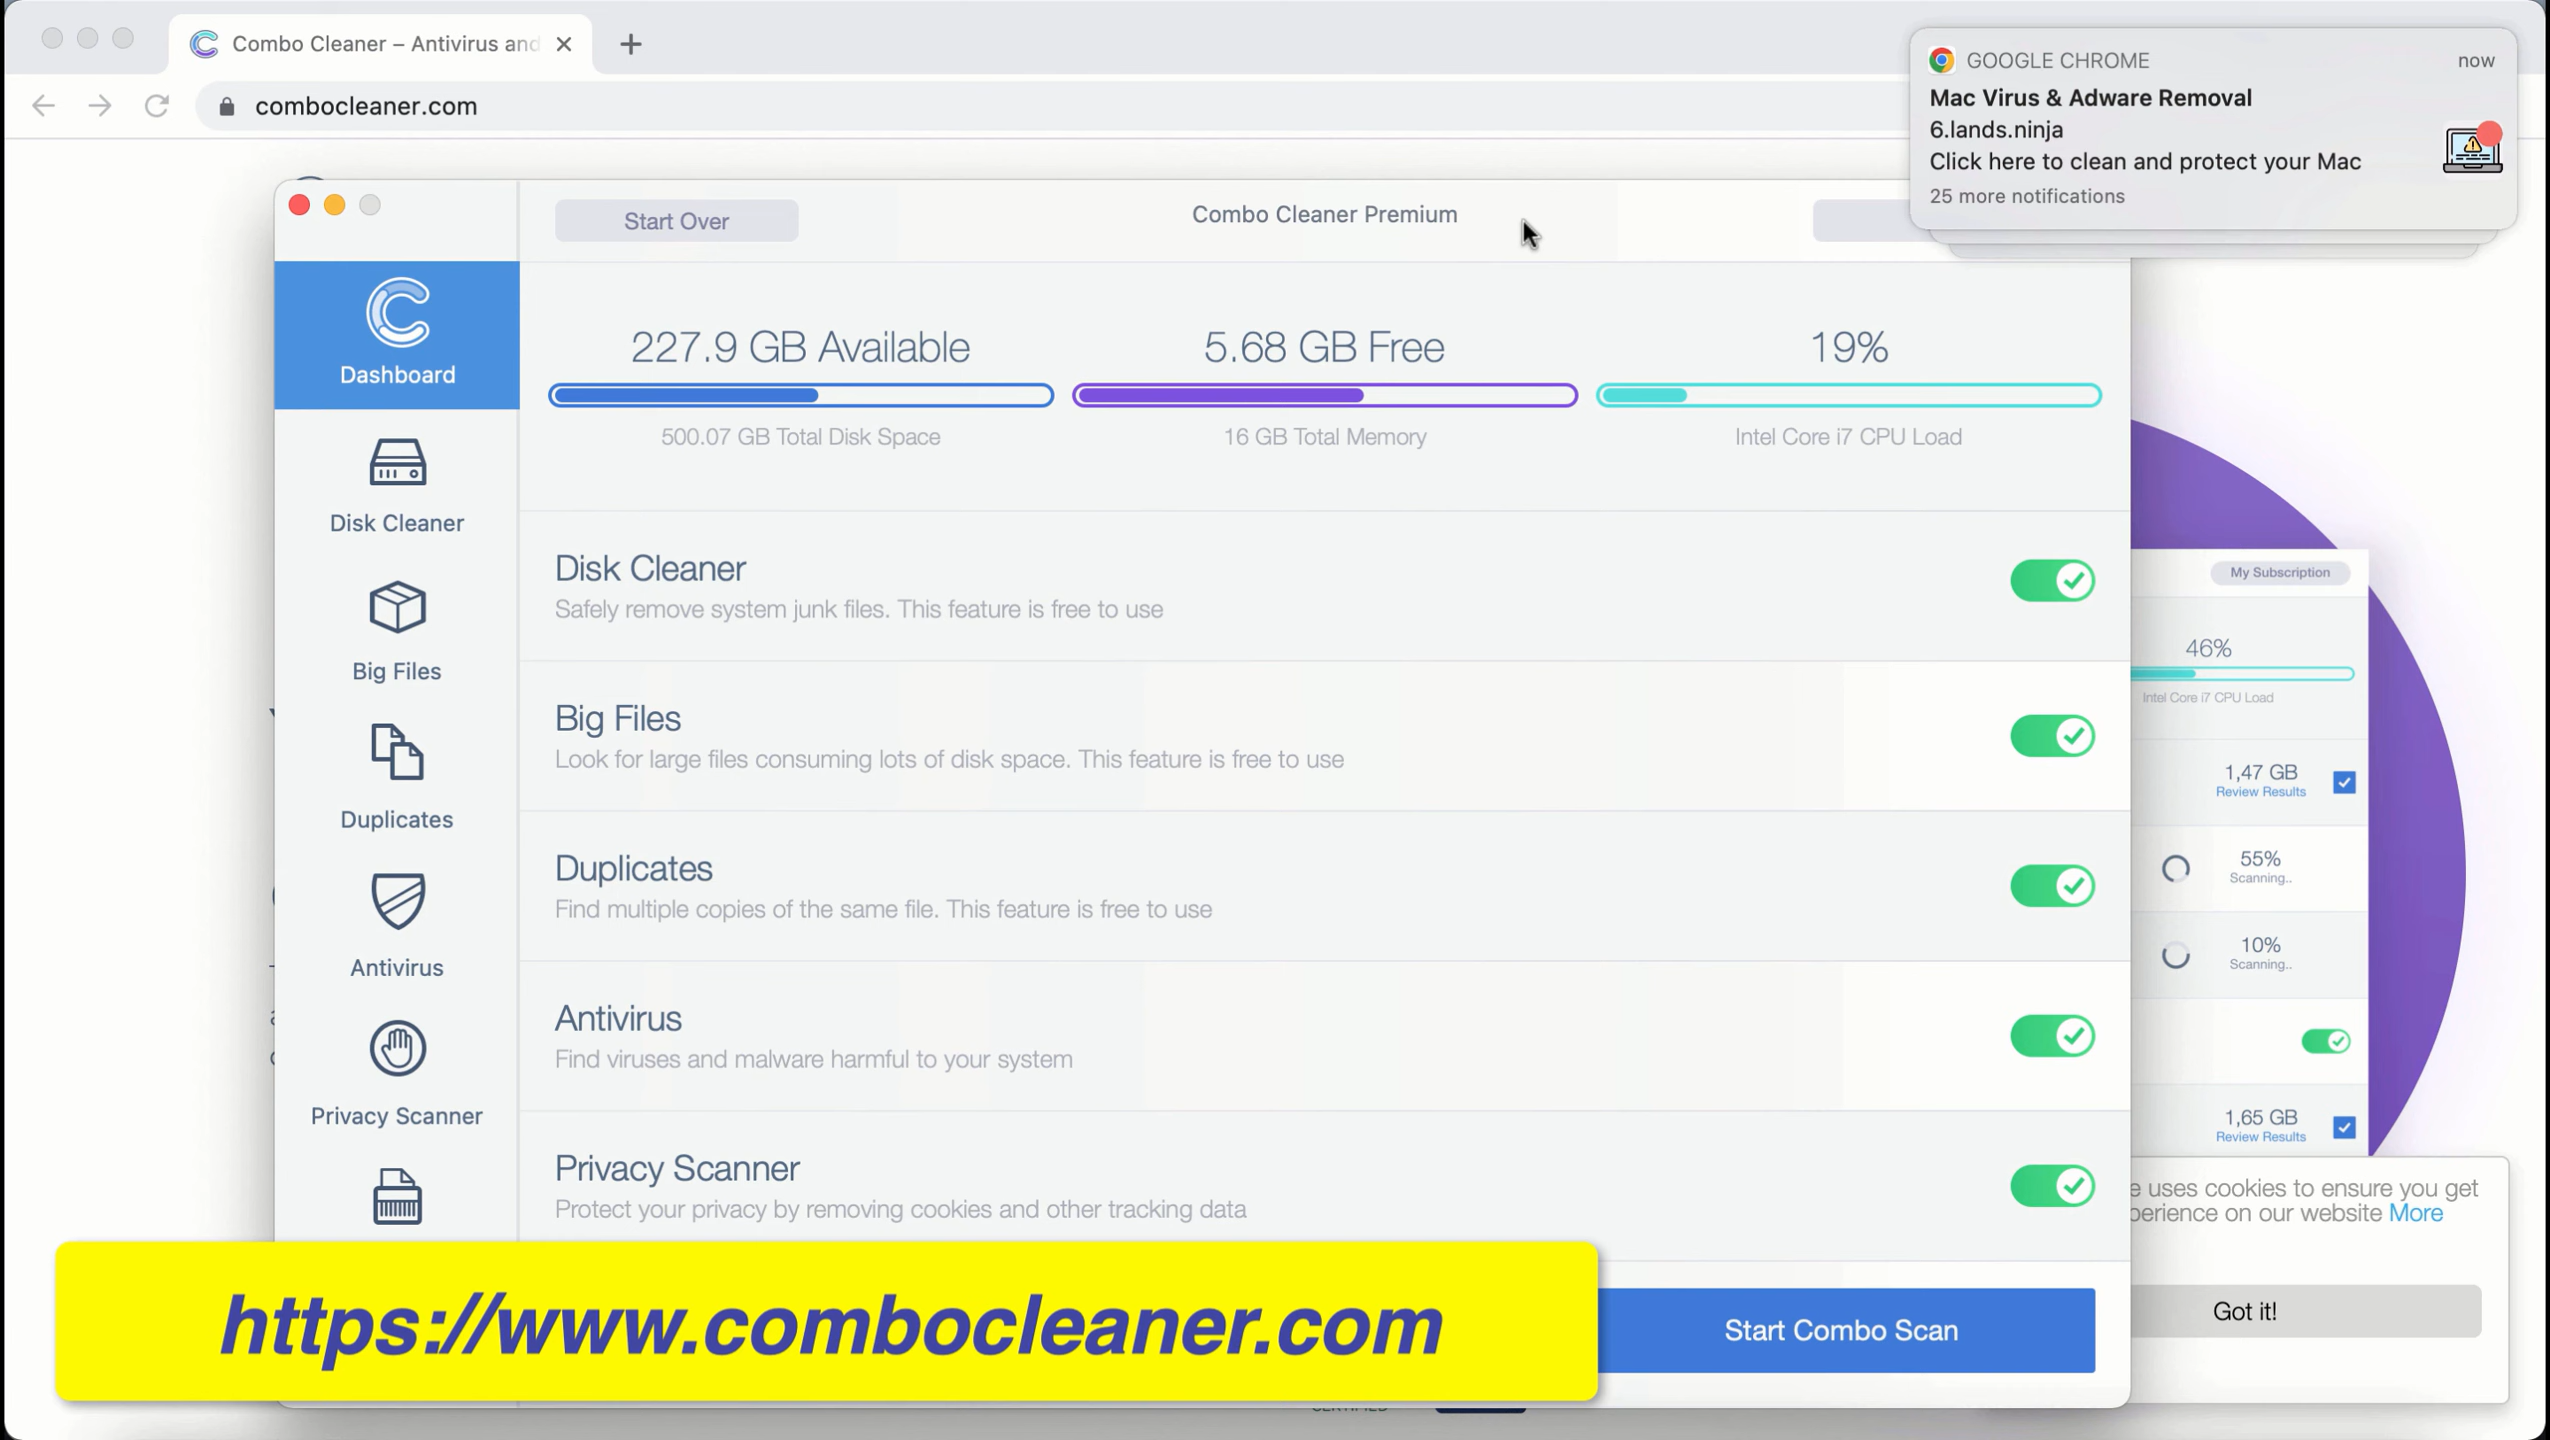 Combo Cleaner – Antivirus and
combocleaner.com
GOOGLE CHROME
now
Mac Virus & Adware Removal
6.lands.ninja
Click here to clean and protect your Mac
25 more notifications
Start Over
Combo Cleaner Premium
Dashboard
Disk Cleaner
Big Files
Duplicates
Antivirus
Privacy Scanner
227.9 GB Available
500.07 GB Total Disk Space
5.68 GB Free
16 GB Total Memory
19%
Intel Core i7 CPU Load
Disk Cleaner
Safely remove system junk files. This feature is free to use
Big Files
Look for large files consuming lots of disk space. This feature is free to use
Duplicates
Find multiple copies of the same file. This feature is free to use
Antivirus
Find viruses and malware harmful to your system
Privacy Scanner
Protect your privacy by removing cookies and other tracking data
Start Combo Scan
My Subscription
46%
Intel Core i7 CPU Load
1,47 GB
Review Results
55%
Scanning..
10%
Scanning..
1,65 GB
Review Results
e uses cookies to ensure you get
perience on our website More
Got it!
https://www.combocleaner.com